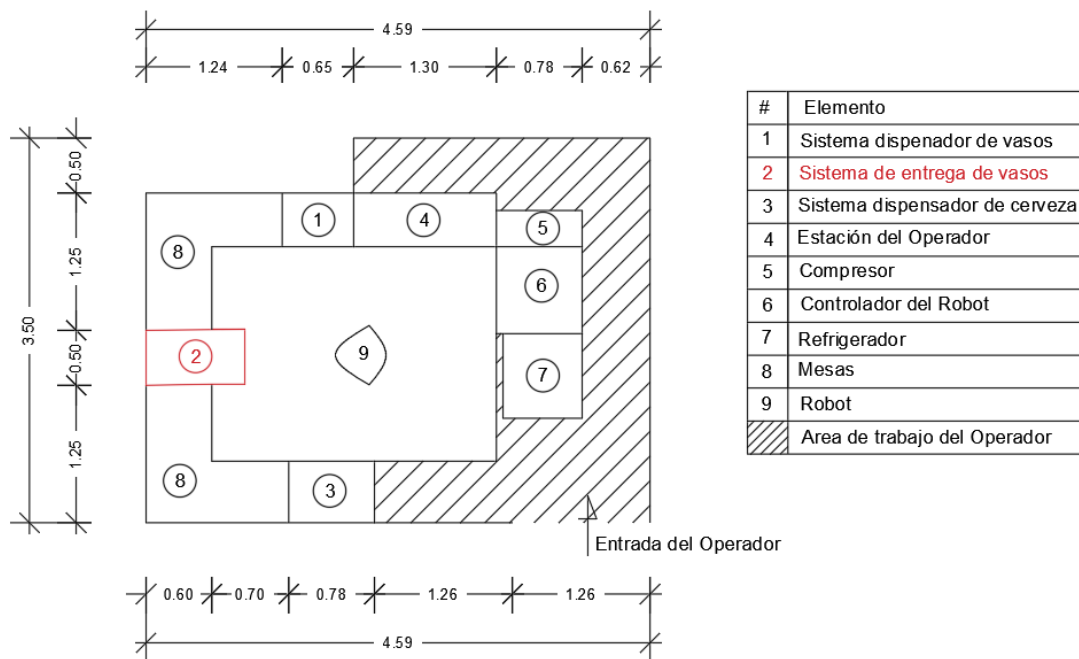 4.59
1.24 0.65 1.30 0.78 0.62
3.50
0.50
1.25
0.50
1.25
1
4
5
8
6
2
9
7
8
3
Entrada del Operador
0.60 0.70 0.78 1.26 1.26
4.59
# Elemento
1 Sistema dispenador de vasos
2 Sistema de entrega de vasos
3 Sistema dispensador de cerveza
4 Estación del Operador
5 Compresor
6 Controlador del Robot
7 Refrigerador
8 Mesas
9 Robot
Area de trabajo del Operador